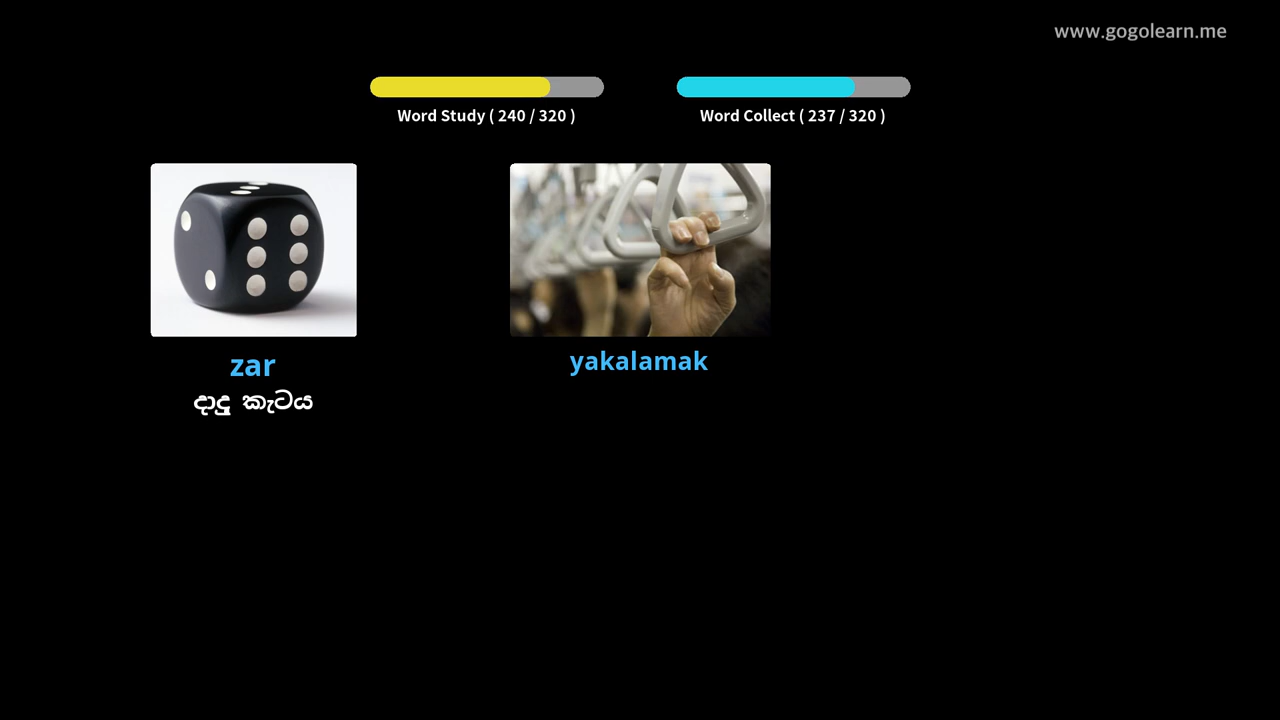 www.gogolearn.me
Word Study ( 240 / 320 )
Word Collect ( 237 / 320 )
zar
දාදු කැටය
yakalamak